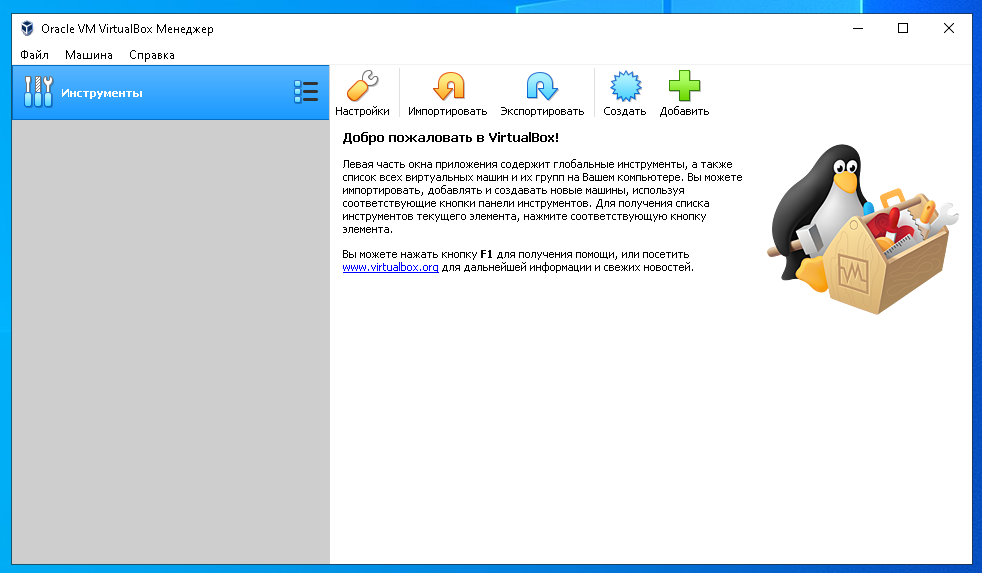 Oracle VM VirtualBox Менеджер
Файл Машина Справка
Инструменты
Настройки Импортировать Экспортировать Создать Добавить
Добро пожаловать в VirtualBox!
Левая часть окна приложения содержит глобальные инструменты, а также
список всех виртуальных машин и их групп на Вашем компьютере. Вы можете
импортировать, добавлять и создавать новые машины, используя
соответствующие кнопки панели инструментов. Для получения списка
инструментов текущего элемента, нажмите соответствующую кнопку
элемента.
Вы можете нажать кнопку F1 для получения помощи, или посетить
www.virtualbox.org для дальнейшей информации и свежих новостей.